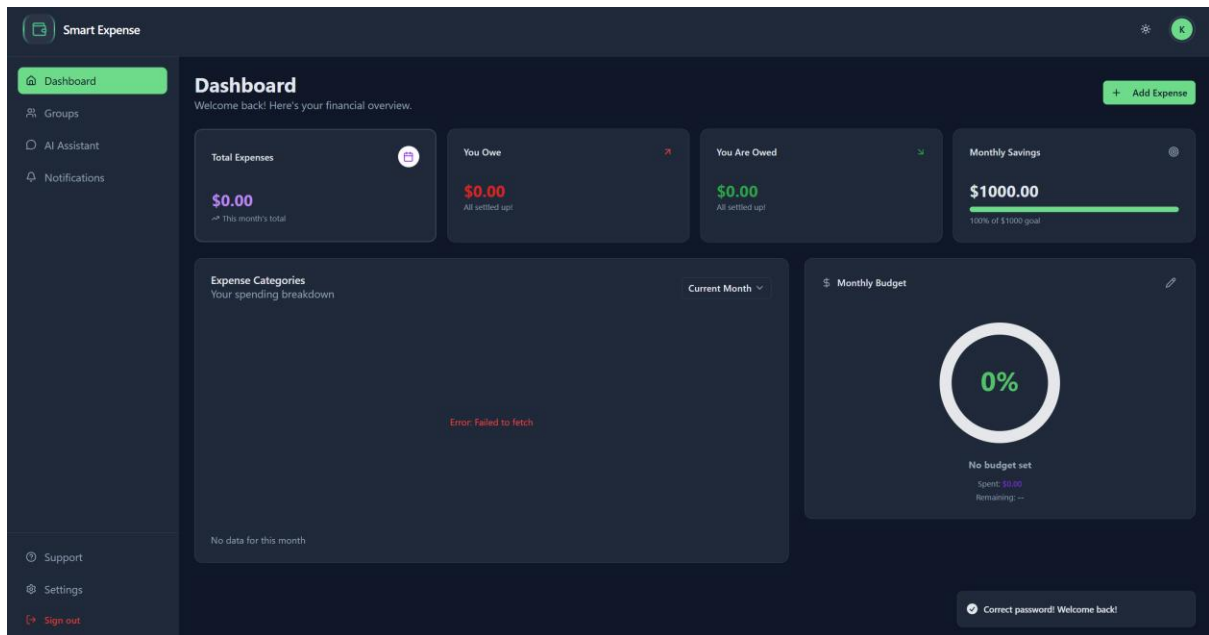 Smart Expense
K
Dashboard
Groups
AI Assistant
Notifications
Support
Settings
Sign out
Dashboard
Welcome back! Here's your financial overview.
+ Add Expense
Total Expenses
$0.00
This month's total
You Owe
$0.00
All settled up!
You Are Owed
$0.00
All settled up!
Monthly Savings
$1000.00
100% of $1000 goal
Expense Categories
Your spending breakdown
Current Month
Error: Failed to fetch
No data for this month
$ Monthly Budget
0%
No budget set
Spent: $0.00
Remaining: —
Correct password! Welcome back!